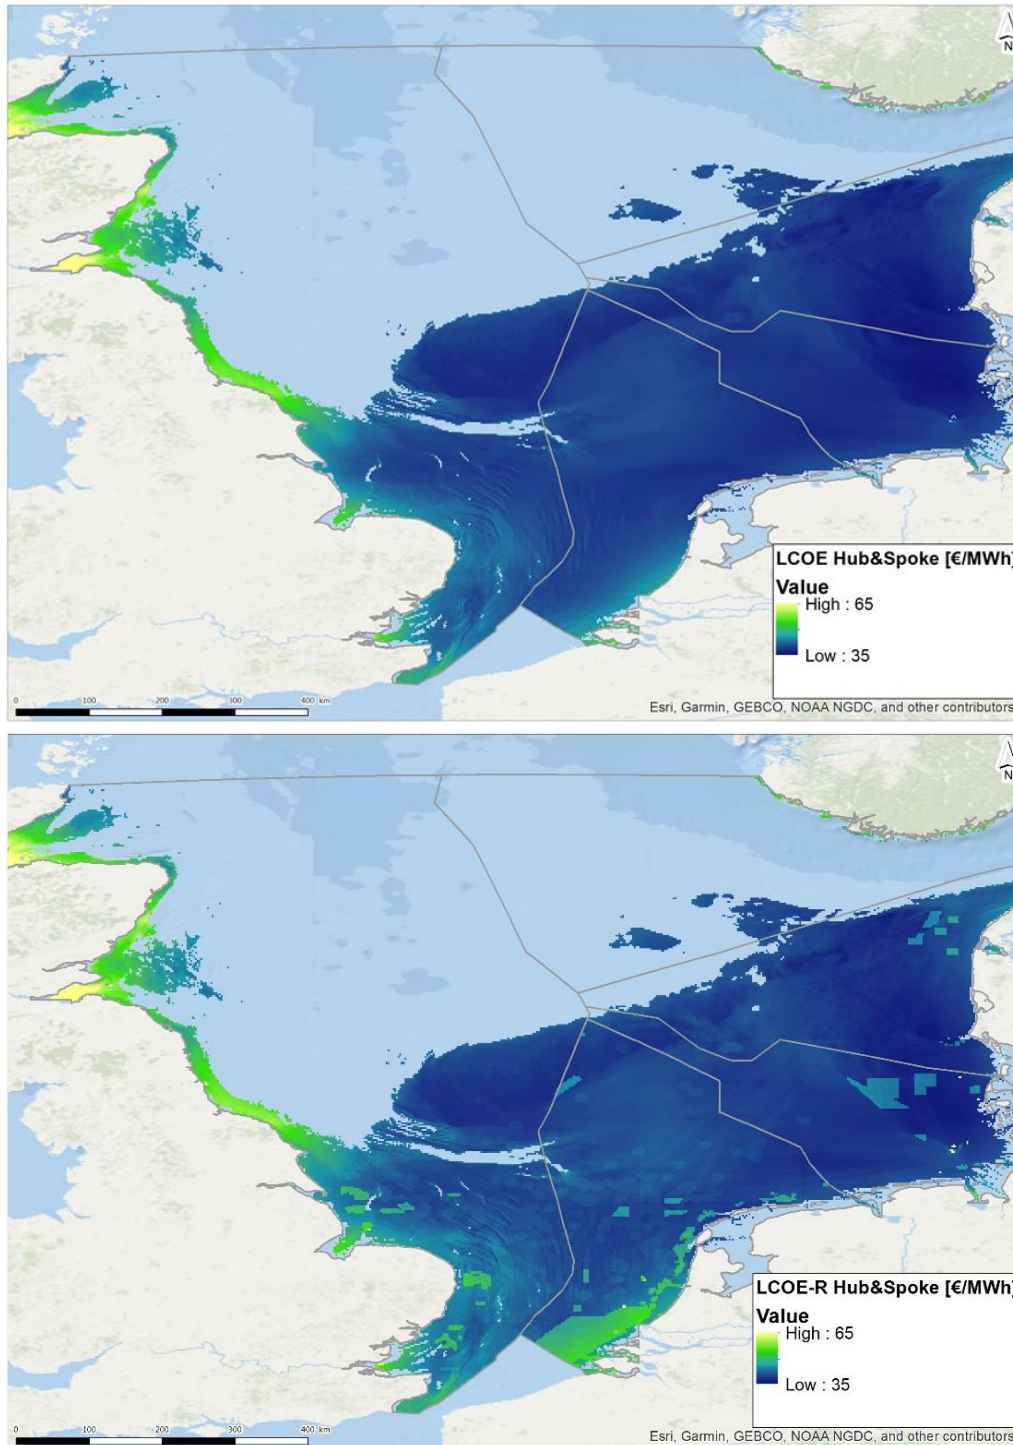 N
LCOE Hub&Spoke [€/MWh]
Value
High : 65
Low : 35
0 100 200 300 400 km
Esri, Garmin, GEBCO, NOAA NGDC, and other contributors
N
LCOE-R Hub&Spoke [€/MWh]
Value
High : 65
Low : 35
0 100 200 300 400 km
Esri, Garmin, GEBCO, NOAA NGDC, and other contributors